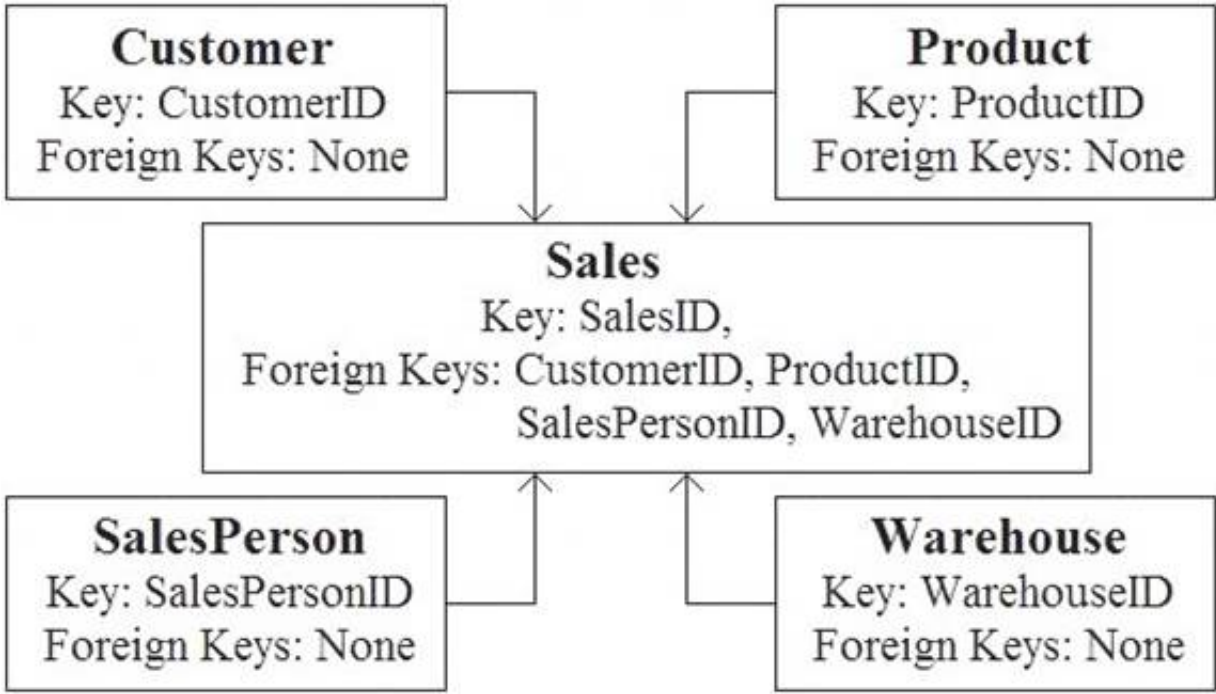 Customer
Key: CustomerID
Foreign Keys: None
Product
Key: ProductID
Foreign Keys: None
Sales
Key: SalesID,
Foreign Keys: CustomerID, ProductID,
SalesPersonID, WarehouseID
SalesPerson
Key: SalesPersonID
Foreign Keys: None
Warehouse
Key: WarehouseID
Foreign Keys: None